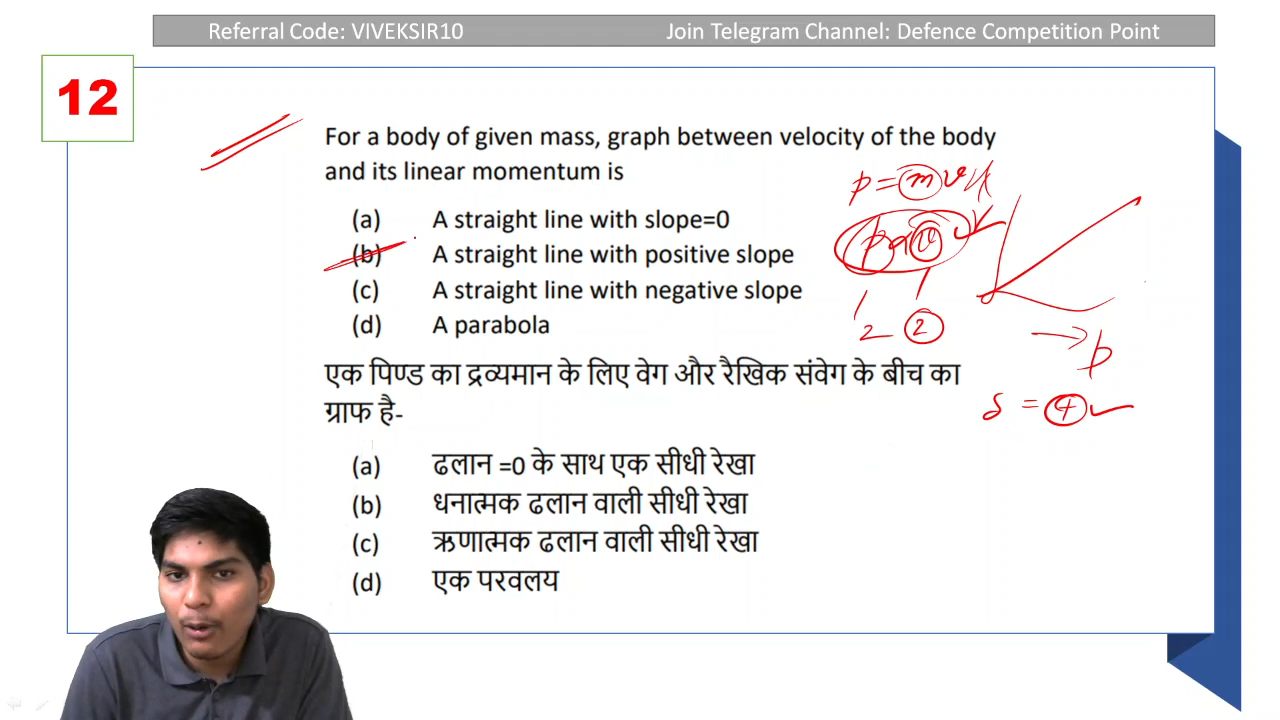 Referral Code: VIVEKSIR10
Join Telegram Channel: Defence Competition Point
12
For a body of given mass, graph between velocity of the body
and its linear momentum is
(a) A straight line with slope=0
(b) A straight line with positive slope
(c) A straight line with negative slope
(d) A parabola
एक पिण्ड का द्रव्यमान के लिए वेग और रैखिक संवेग के बीच का
ग्राफ है-
(a) ढलान =0 के साथ एक सीधी रेखा
(b) धनात्मक ढलान वाली सीधी रेखा
(c) ऋणात्मक ढलान वाली सीधी रेखा
(d) एक परवलय
p = mv
p ∝ v
2 2
p